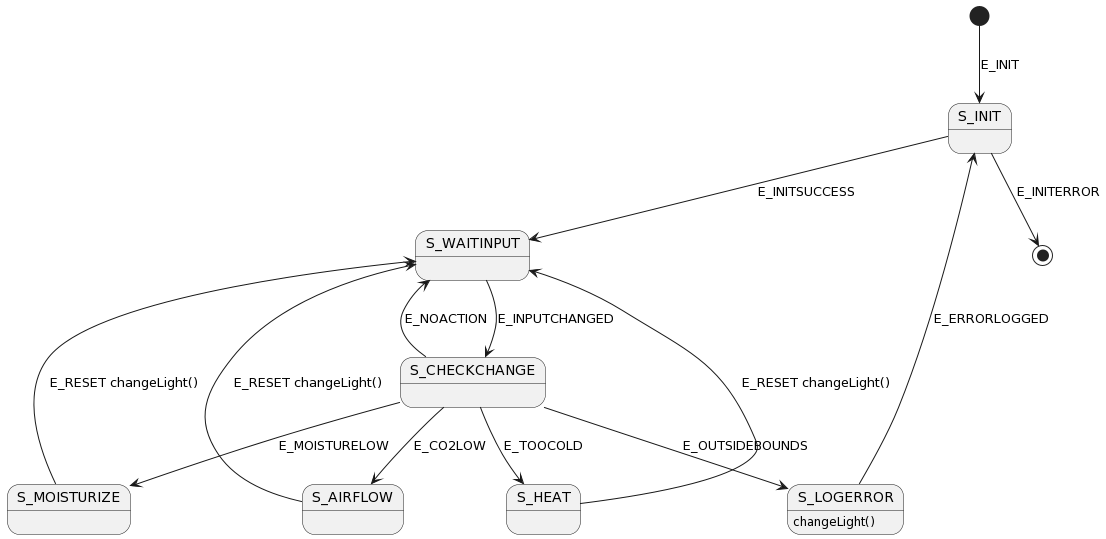 E_INIT
S_INIT
E_INITSUCCESS
E_INITERROR
S_WAITINPUT
E_NOACTION
E_INPUTCHANGED
E_ERRORLOGGED
S_CHECKCHANGE
E_RESET changeLight()
E_RESET changeLight()
E_RESET changeLight()
E_MOISTURELOW
E_CO2LOW
E_TOOCOLD
E_OUTSIDEBOUNDS
S_MOISTURIZE
S_AIRFLOW
S_HEAT
S_LOGERROR
changeLight()